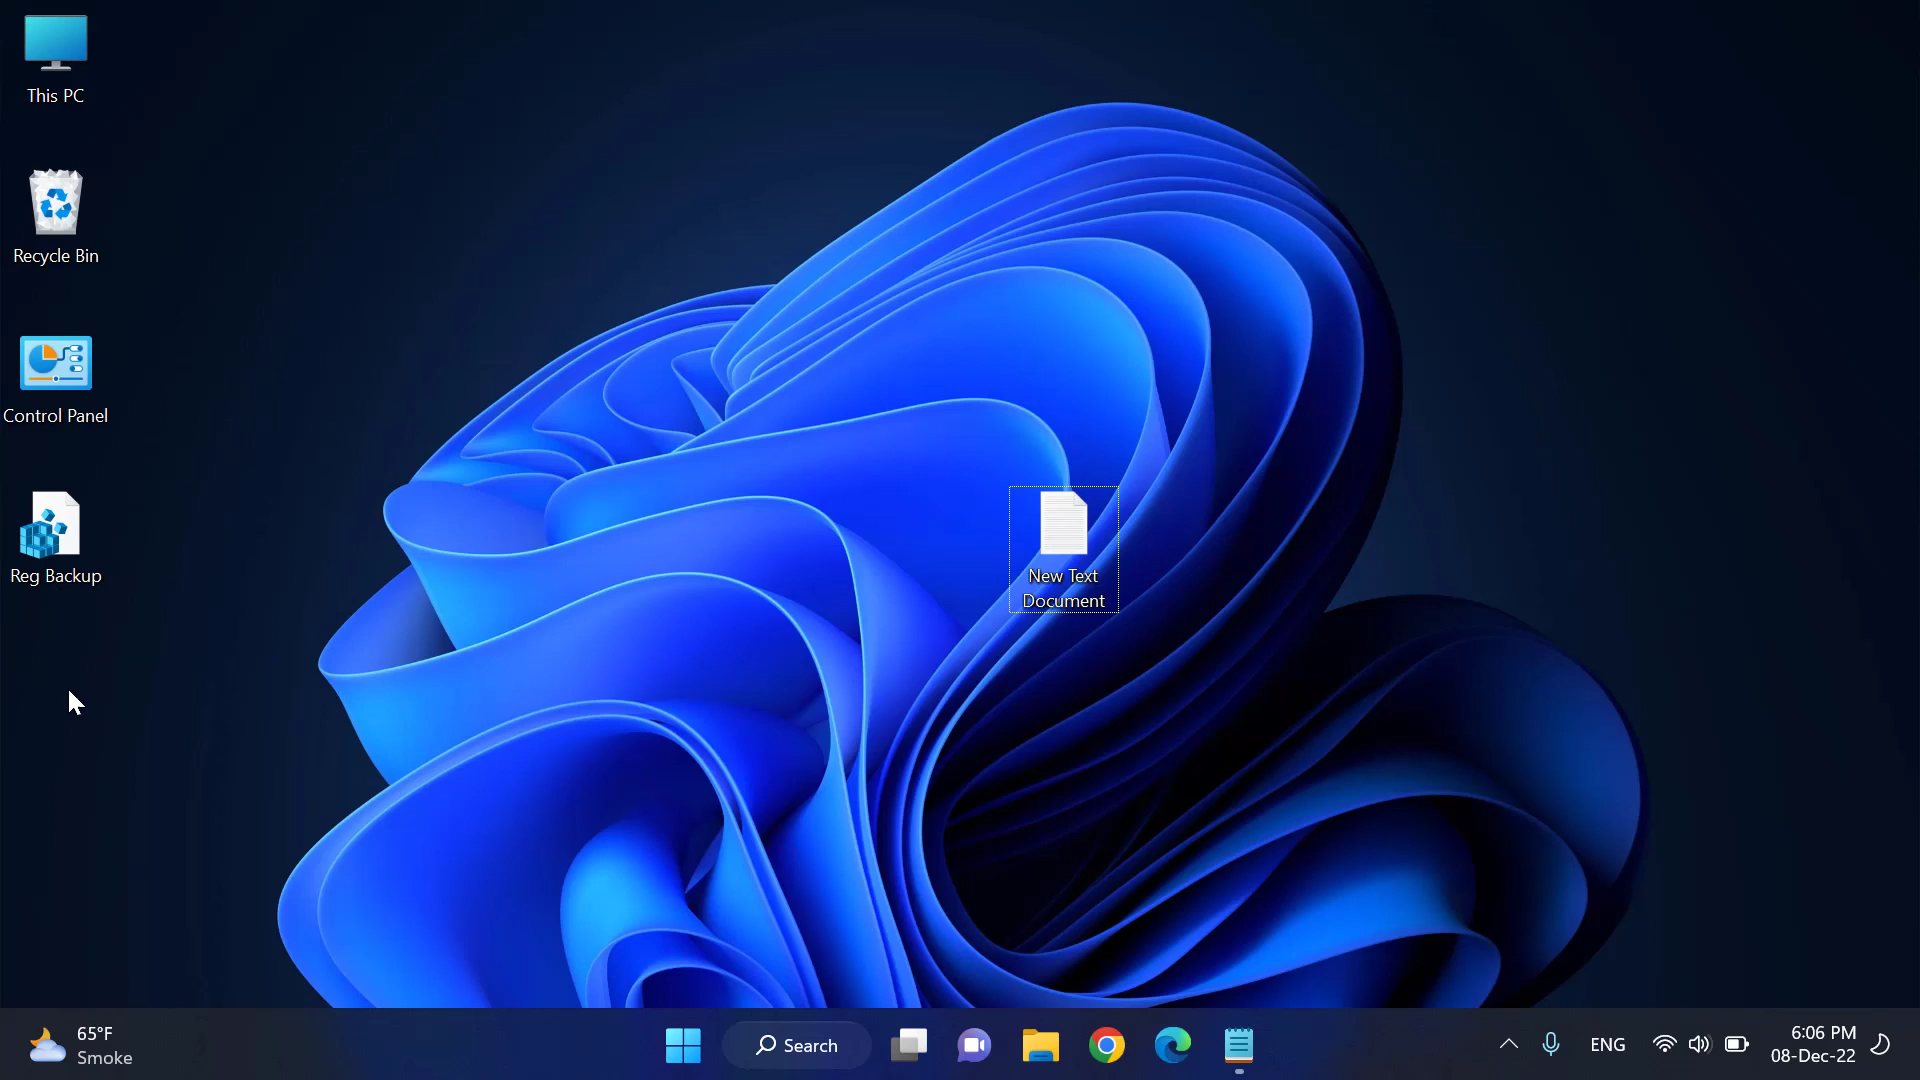 This PC
Recycle Bin
Control Panel
Reg Backup
New Text
Document
65°F
Smoke
Search
ENG
6:06 PM
08-Dec-22